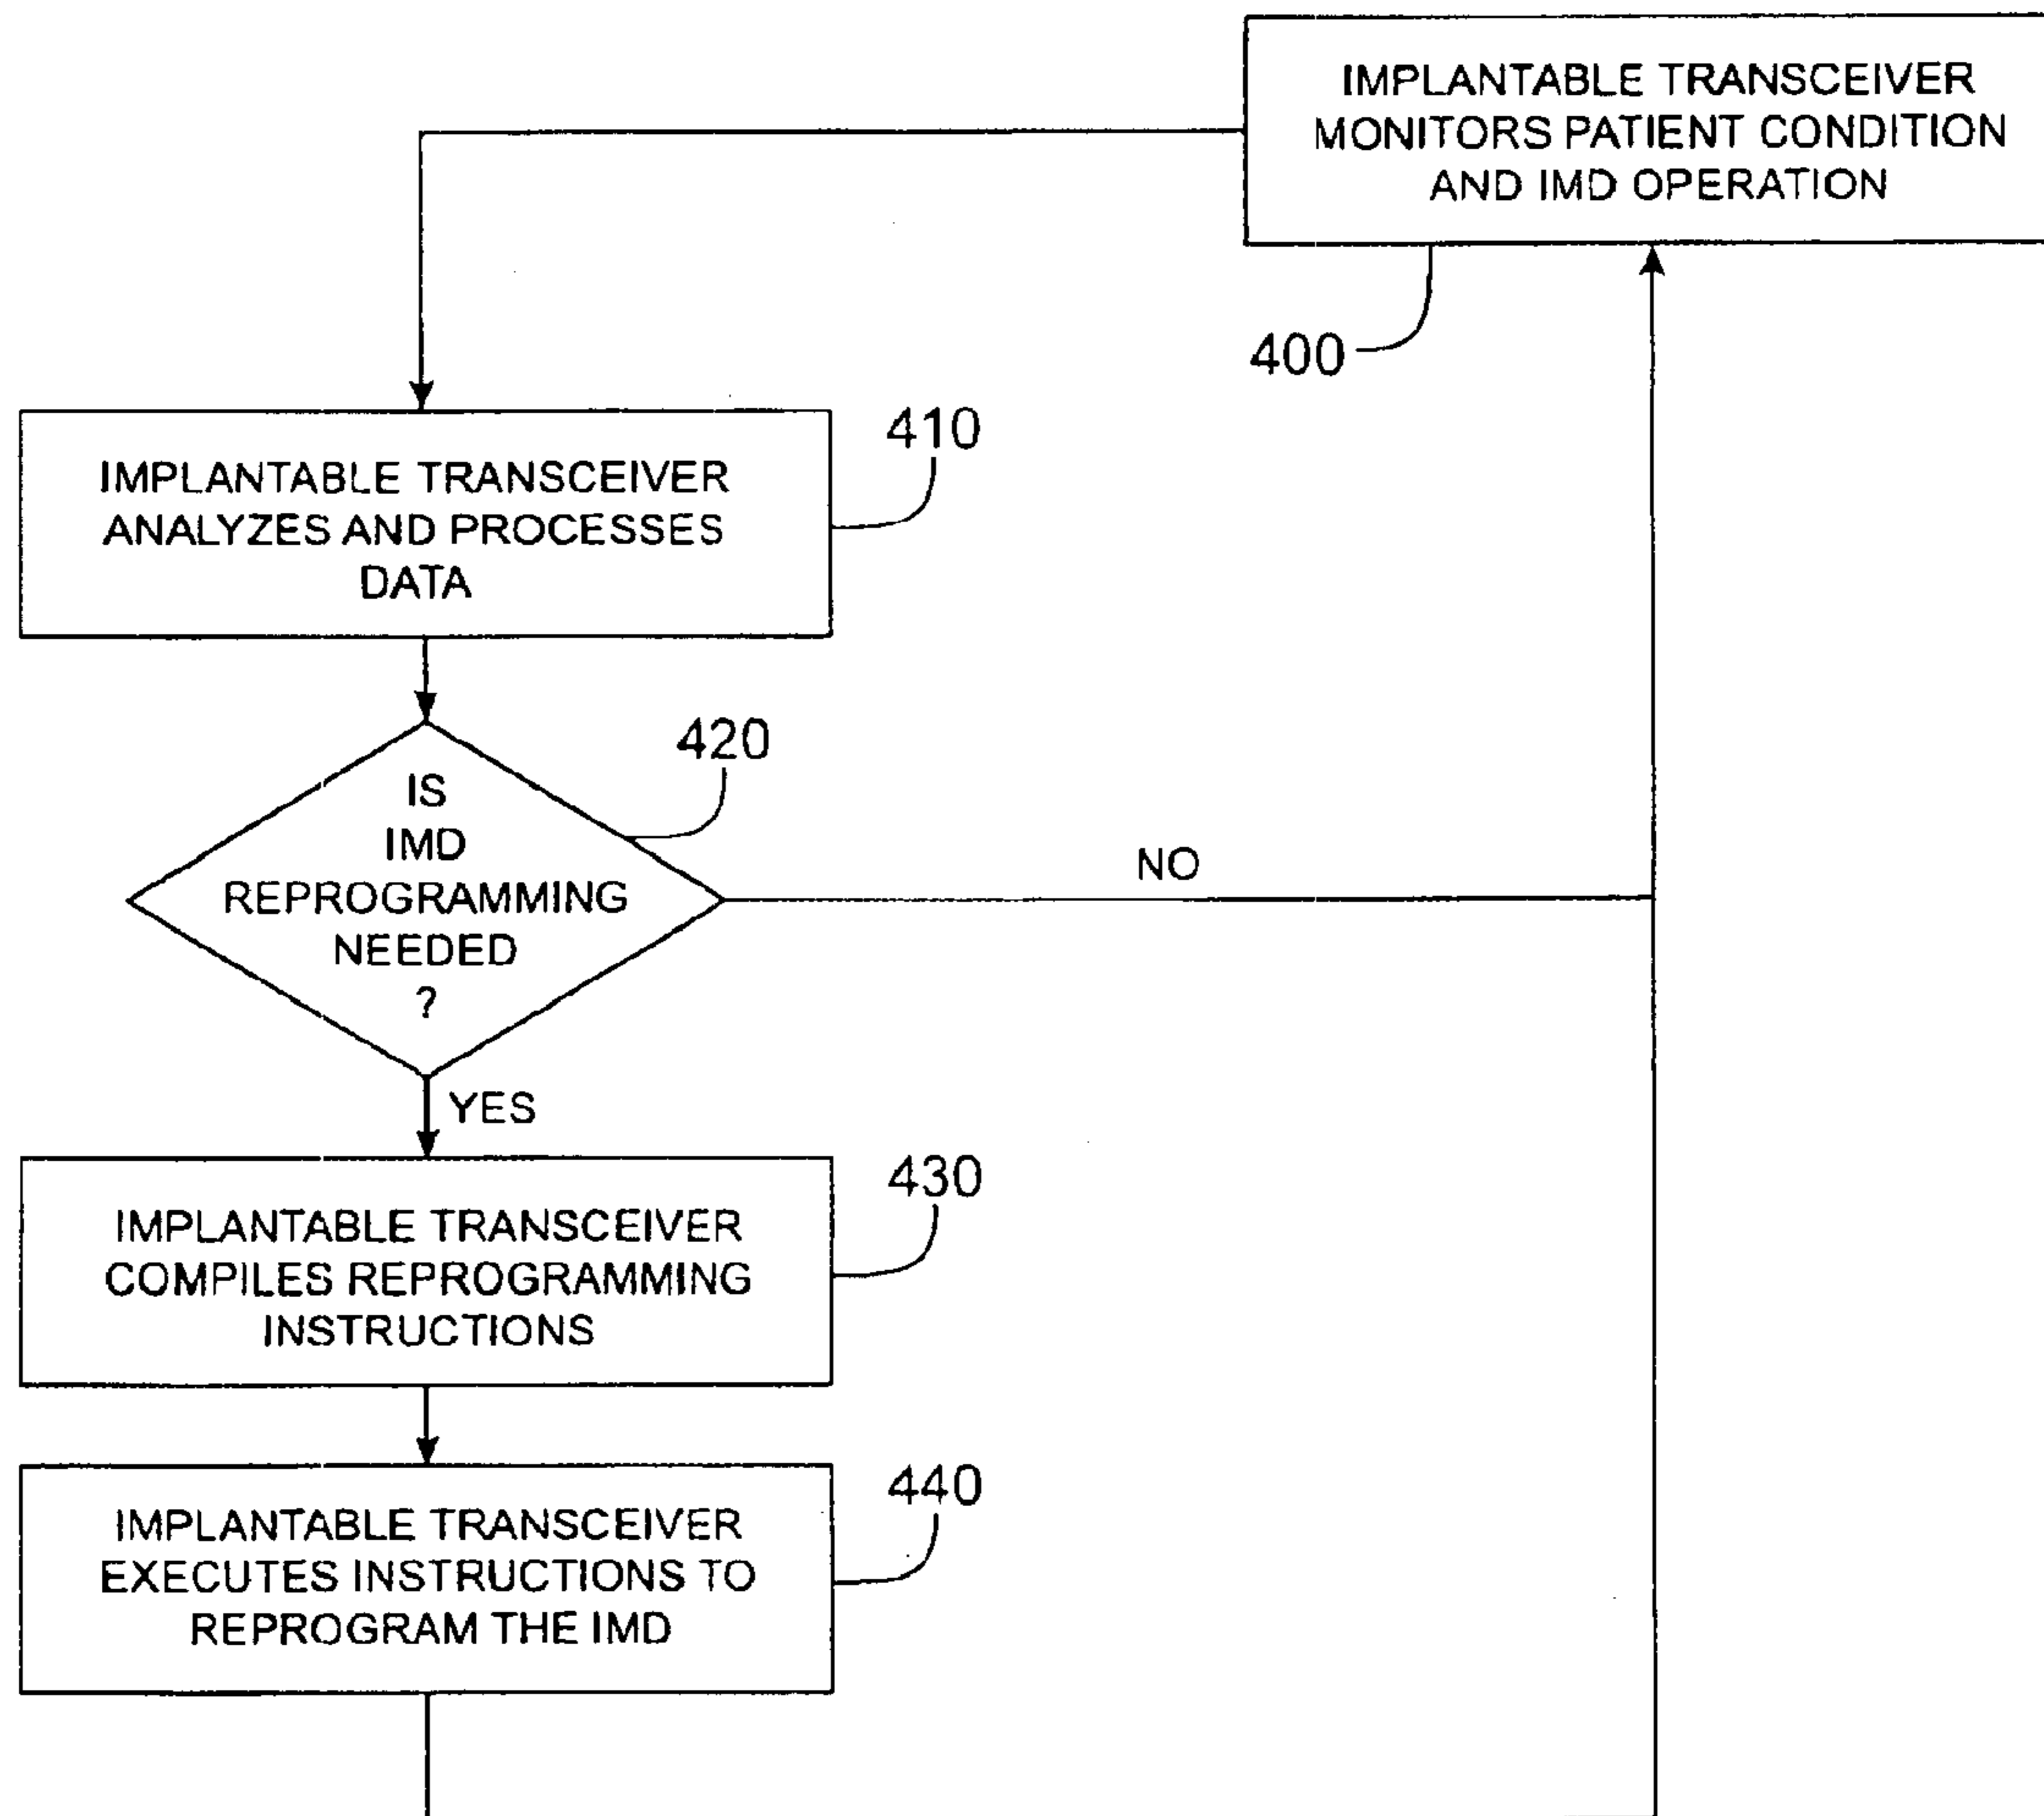 IMPLANTABLE TRANSCEIVER
MONITORS PATIENT CONDITION
AND IMD OPERATION
400
IMPLANTABLE TRANSCEIVER
ANALYZES AND PROCESSES
DATA
410
IS
IMD
REPROGRAMMING
NEEDED
?
420
NO
YES
IMPLANTABLE TRANSCEIVER
COMPILES REPROGRAMMING
INSTRUCTIONS
430
IMPLANTABLE TRANSCEIVER
EXECUTES INSTRUCTIONS TO
REPROGRAM THE IMD
440